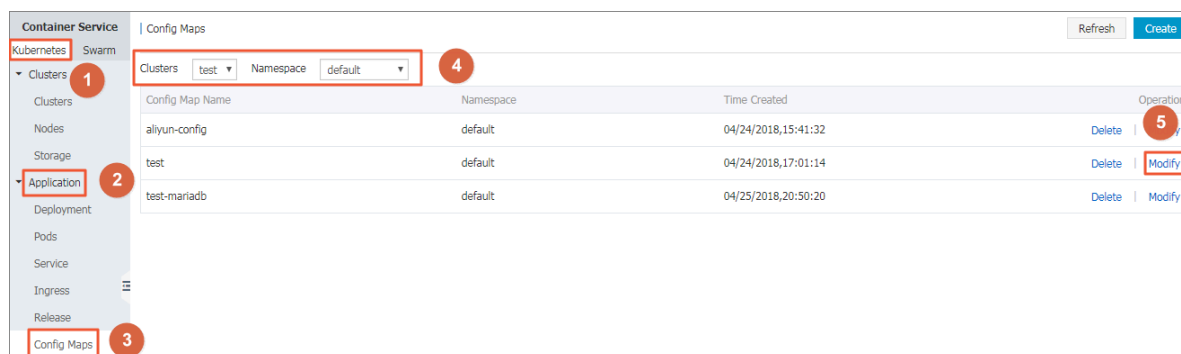 Container Service
Kubernetes Swarm
1
Clusters
Clusters
Nodes
Storage
Application
2
Deployment
Pods
Service
Ingress
Release
Config Maps
3
Config Maps
Refresh Create
Clusters test Namespace default
4
Config Map Name Namespace Time Created Operation
5
aliyun-config default 04/24/2018,15:41:32 Delete
test default 04/24/2018,17:01:14 Delete | Modify
test-mariadb default 04/25/2018,20:50:20 Delete | Modify